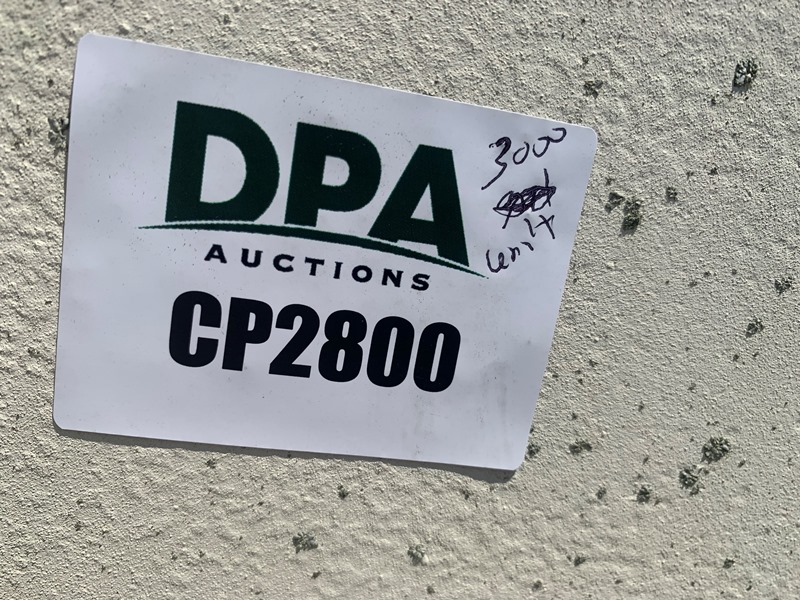 DPA
AUCTIONS
CP2800
3000
unit